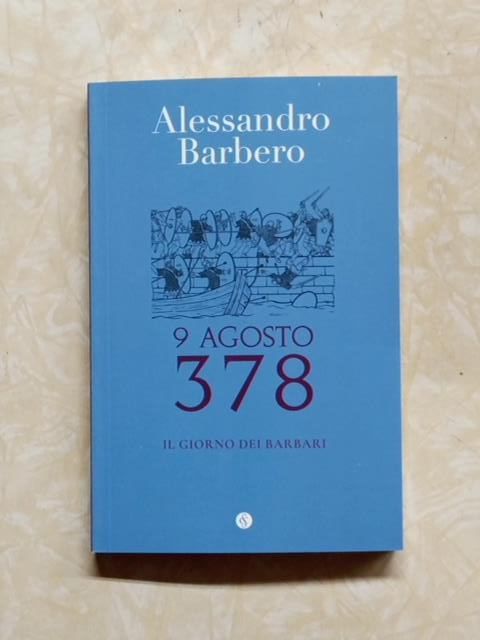 Alessandro
Barbero
9 AGOSTO
378
IL GIORNO DEI BARBARI